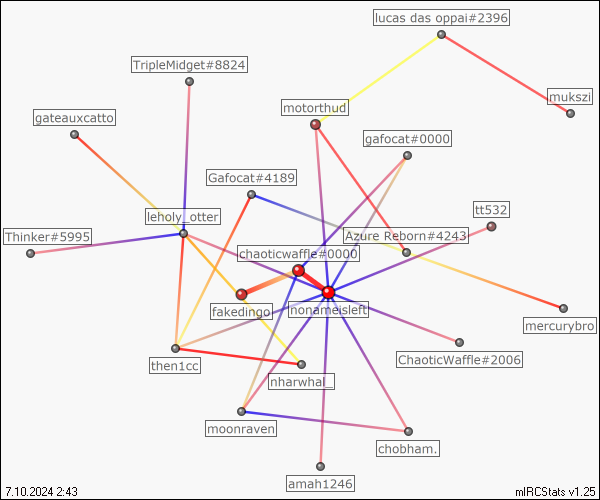 lucas das oppai#2396
TripleMidget#8824
mukszi
motorthud
gateauxcatto
gafocat#0000
Gafocat#4189
tt532
leholy_otter
Thinker#5995
Azure Reborn#4243
chaoticwaffle#0000
fakedingo
nonameisleft
mercurybro
ChaoticWaffle#2006
then1cc
nharwhal_
moonraven
chobham.
amah1246
7.10.2024 2:43
mIRCStats v1.25